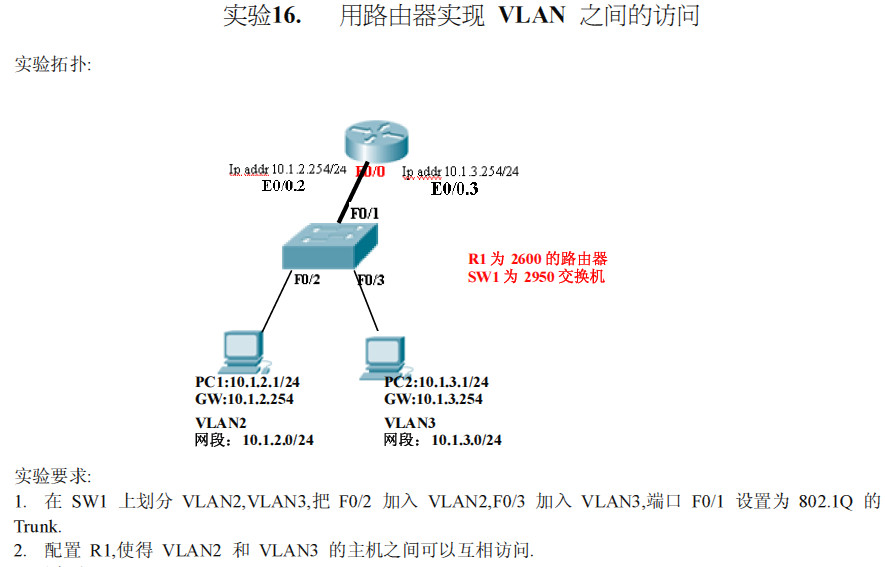 实验16. 用路由器实现 VLAN 之间的访问
实验拓扑:
Ip addr 10.1.2.254/24
F0/0
Ip addr 10.1.3.254/24
E0/0.2
E0/0.3
F0/1
R1 为 2600 的路由器
SW1 为 2950 交换机
F0/2
F0/3
PC1:10.1.2.1/24
GW:10.1.2.254
VLAN2
网段：10.1.2.0/24
PC2:10.1.3.1/24
GW:10.1.3.254
VLAN3
网段：10.1.3.0/24
实验要求:
1. 在 SW1 上划分 VLAN2,VLAN3,把 F0/2 加入 VLAN2,F0/3 加入 VLAN3,端口 F0/1 设置为 802.1Q 的
Trunk.
2. 配置 R1,使得 VLAN2 和 VLAN3 的主机之间可以互相访问.